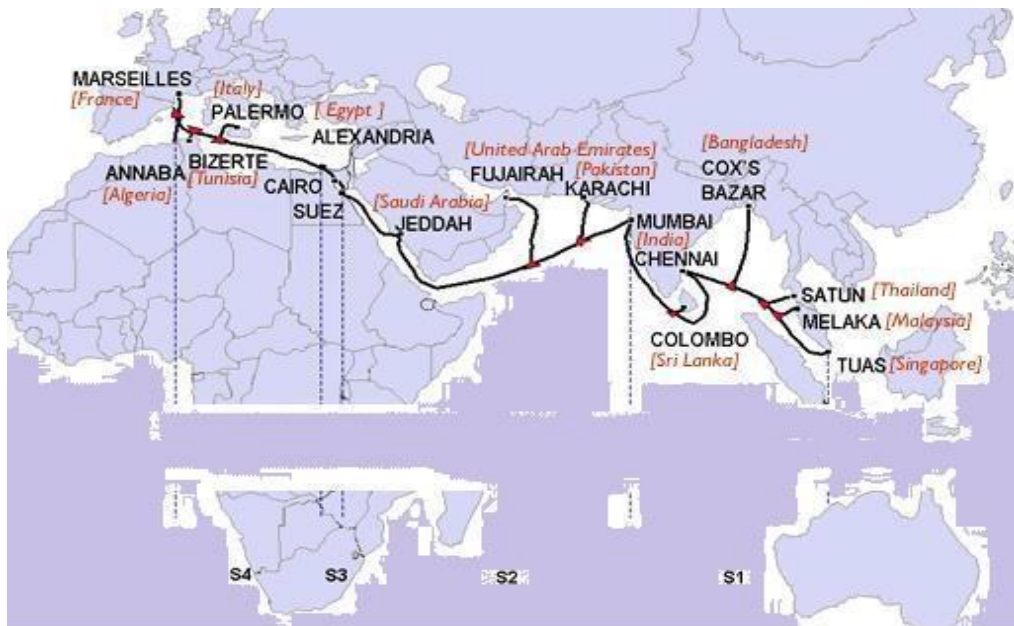 MARSEILLES
[France]
[Italy]
PALERMO
[ Egypt ]
ALEXANDRIA
ANNABA
[Algeria]
BIZERTE
[Tunisia]
CAIRO
SUEZ
[Saudi Arabia]
JEDDAH
[United Arab Emirates]
FUJAIRAH
[Pakistan]
KARACHI
MUMBAI
[India]
CHENNAI
[Bangladesh]
COX'S
BAZAR
COLOMBO
[Sri Lanka]
SATUN [Thailand]
MELAKA [Malaysia]
TUAS [Singapore]
S4
S3
S2
S1